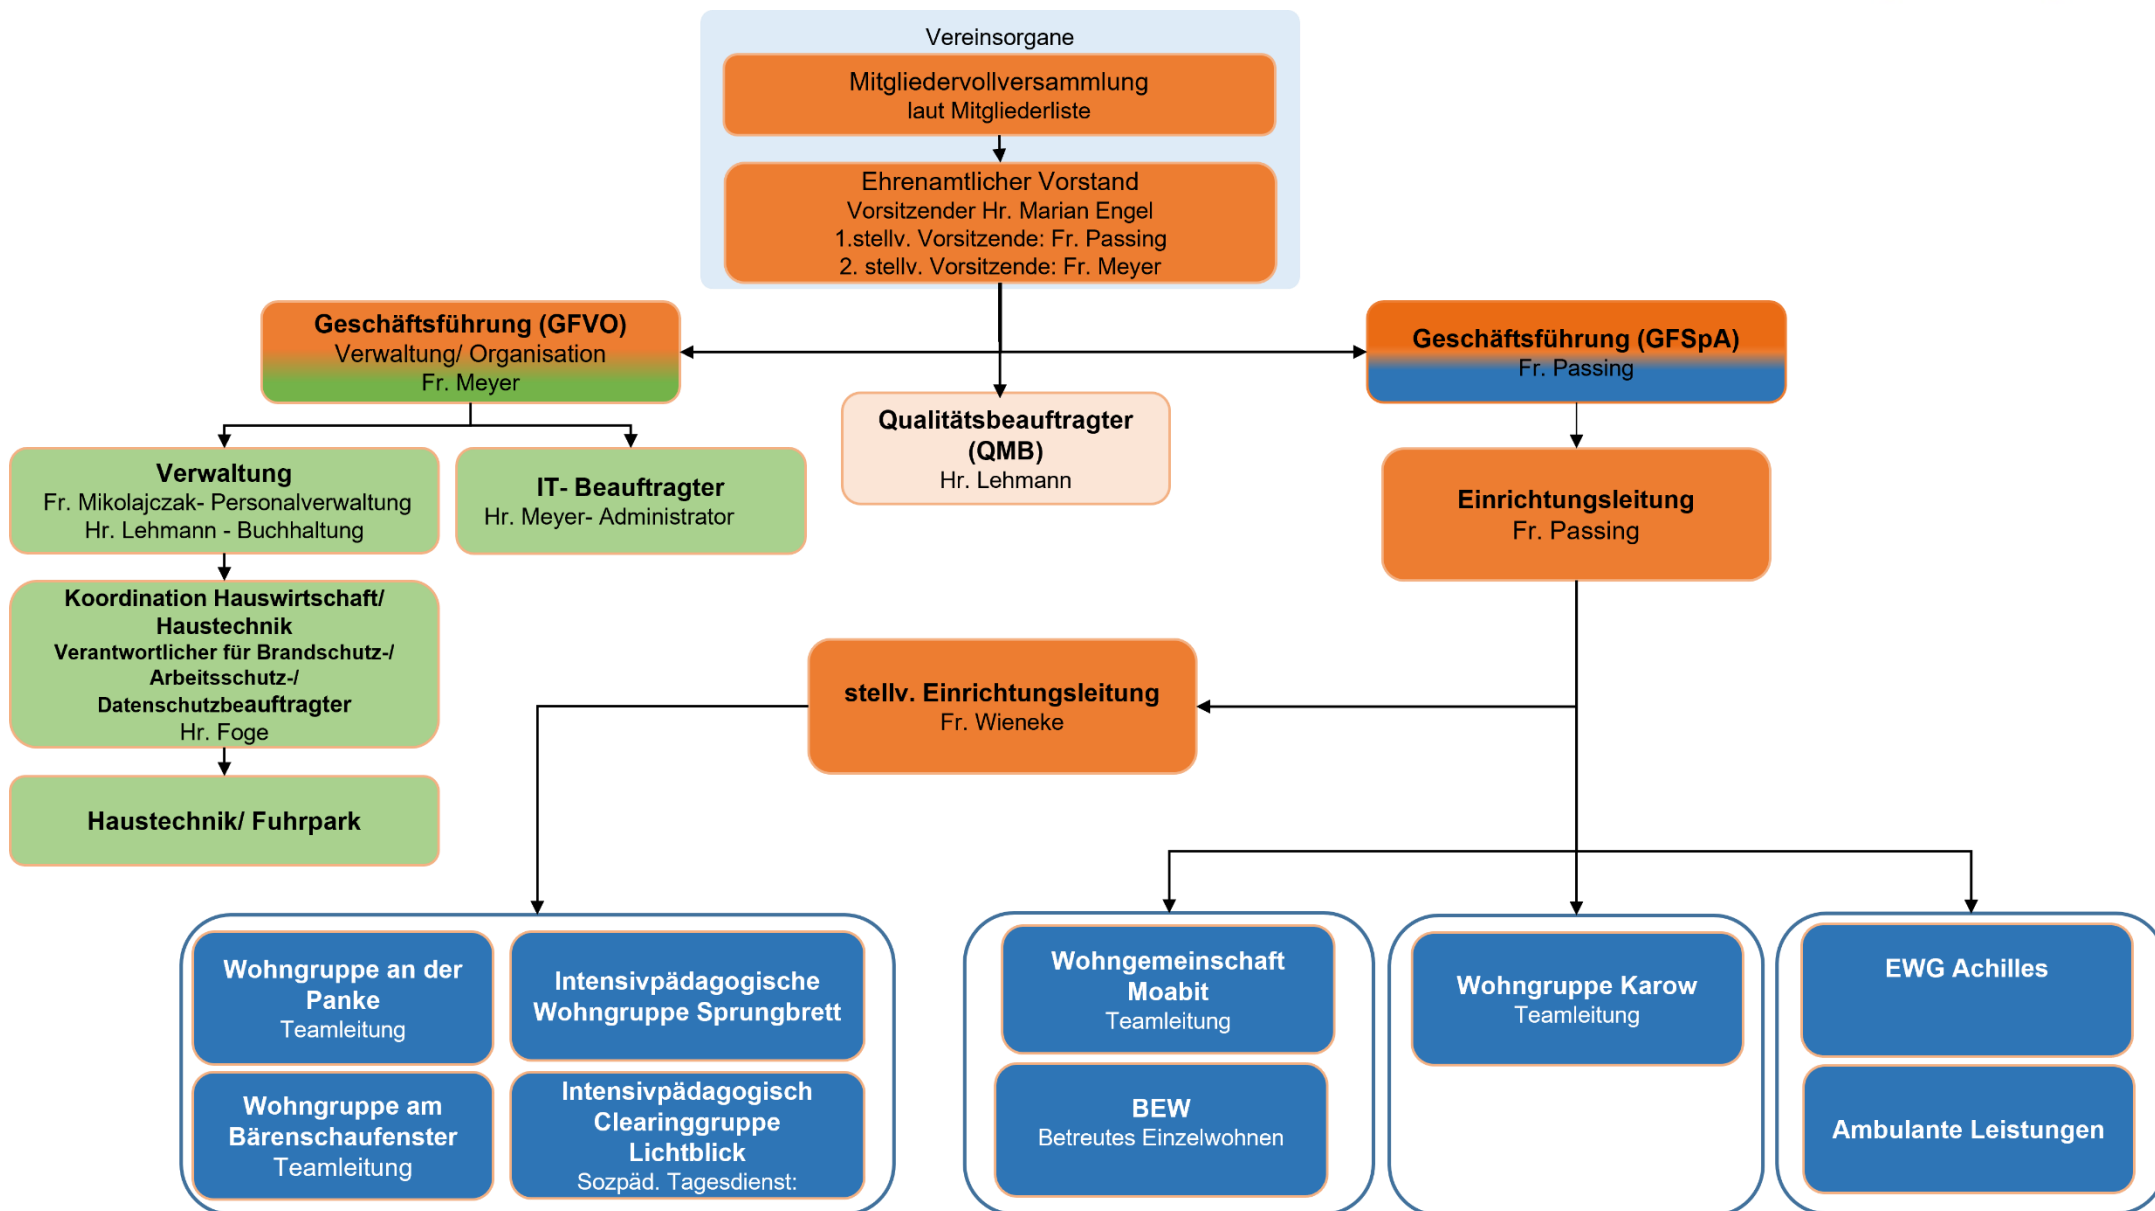 Vereinsorgane
Mitgliedervollversammlung
laut Mitgliederliste
Ehrenamtlicher Vorstand
Vorsitzender Hr. Marian Engel
1.stellv. Vorsitzende: Fr. Passing
2. stellv. Vorsitzende: Fr. Meyer
Geschäftsführung (GFVO)
Verwaltung/ Organisation
Fr. Meyer
Geschäftsführung (GFSpA)
Fr. Passing
Qualitätsbeauftragter
(QMB)
Hr. Lehmann
Verwaltung
Fr. Mikolajczak- Personalverwaltung
Hr. Lehmann - Buchhaltung
IT- Beauftragter
Hr. Meyer- Administrator
Einrichtungsleitung
Fr. Passing
Koordination Hauswirtschaft/
Haustechnik
Verantwortlicher für Brandschutz-/
Arbeitsschutz-/
Datenschutzbeauftragter
Hr. Foge
stellv. Einrichtungsleitung
Fr. Wieneke
Haustechnik/ Fuhrpark
Wohngruppe an der
Panke
Teamleitung
Intensivpädagogische
Wohngruppe Sprungbrett
Wohngruppe am
Bärenschaufenster
Teamleitung
Intensivpädagogisch
Clearinggruppe
Lichtblick
Sozpäd. Tagesdienst:
Wohngemeinschaft
Moabit
Teamleitung
BEW
Betreutes Einzelwohnen
Wohngruppe Karow
Teamleitung
EWG Achilles
Ambulante Leistungen